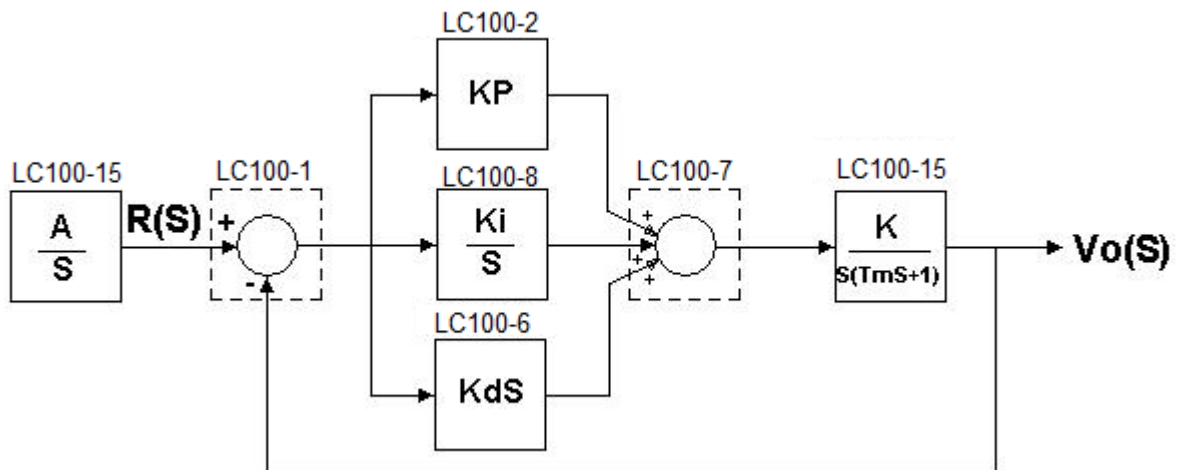 LC100-2
KP
LC100-15
A
S
R(S)
+
-
LC100-1
LC100-8
Ki
S
LC100-7
+
+
+
+
LC100-15
K
S(TmS+1)
Vo(S)
LC100-6
KdS